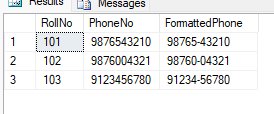 Results Messages
RollNo PhoneNo FormattedPhone
1 101 9876543210 98765-43210
2 102 9876004321 98760-04321
3 103 9123456780 91234-56780